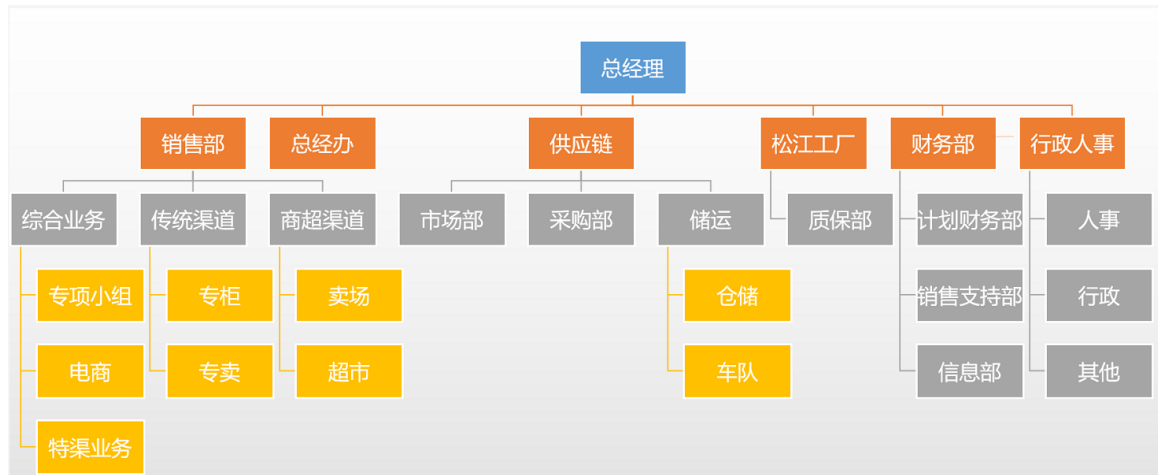 总经理
销售部
总经办
供应链
松江工厂
财务部
行政人事
综合业务
传统渠道
商超渠道
市场部
采购部
储运
质保部
计划财务部
人事
专项小组
专柜
卖场
仓储
销售支持部
行政
电商
专卖
超市
车队
信息部
其他
特渠业务